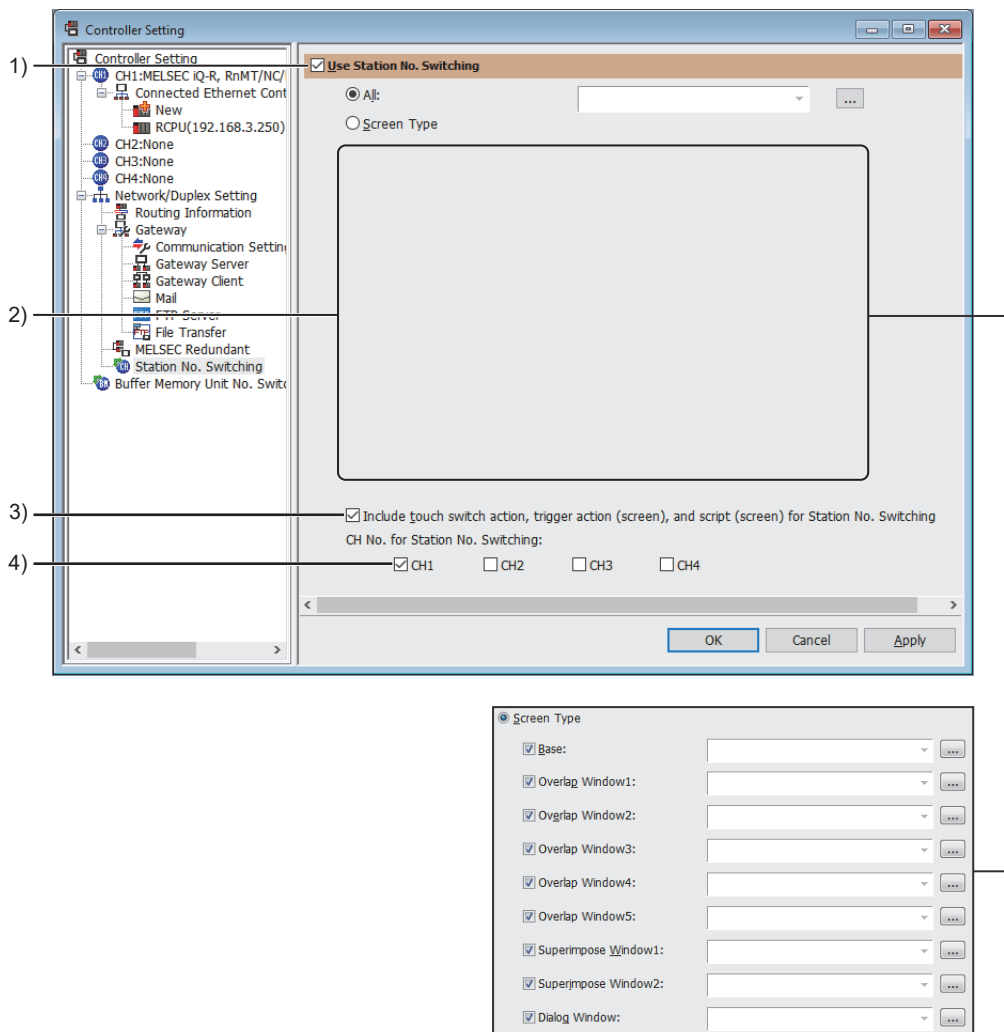 Controller Setting
1)
Controller Setting
CH1:MELSEC iQ-R, RnMT/NC/
Connected Ethernet Cont
New
RCPU(192.168.3.250)
CH2:None
CH3:None
CH4:None
Network/Duplex Setting
Routing Information
Gateway
Communication Setting
Gateway Server
Gateway Client
Mail
2)
FTP Server
File Transfer
MELSEC Redundant
Station No. Switching
Buffer Memory Unit No. Switc
Use Station No. Switching
All:
...
Screen Type
3)
Include touch switch action, trigger action (screen), and script (screen) for Station No. Switching
CH No. for Station No. Switching:
4)
CH1 CH2 CH3 CH4
OK Cancel Apply
Screen Type
Base: ...
Overlap Window1: ...
Overlap Window2: ...
Overlap Window3: ...
Overlap Window4: ...
Overlap Window5: ...
Superimpose Window1: ...
Superimpose Window2: ...
Dialog Window: ...